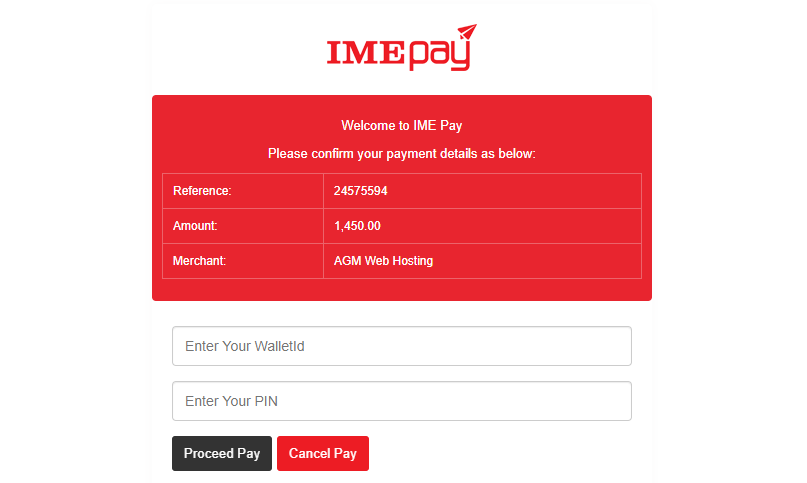 IMEpay
Welcome to IME Pay
Please confirm your payment details as below:
Reference: 24575594
Amount: 1,450.00
Merchant: AGM Web Hosting
Enter Your WalletId
Enter Your PIN
Proceed Pay Cancel Pay